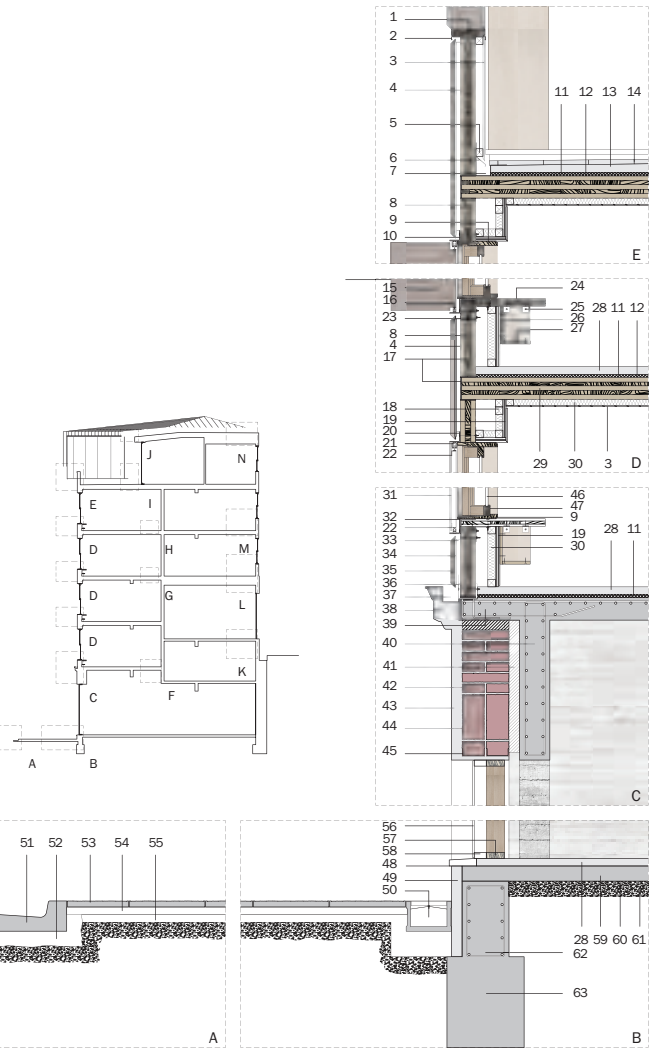 1
2
3
4
5
11 12 13 14
6
7
8
9
10
E
15
16
24
25
23
26
28 11 12
27
8
4
17
18
19
20
21
22
29 30 3
D
31
46
47
32
9
22
33
19
28 11
34
30
35
36
37
38
39
40
41
42
43
44
45
C
J
N
E
I
D
H
M
D
G
L
D
K
C
F
A
B
56
57
58
48
49
50
28 59 60 61
62
63
B
51 52 53 54 55
A